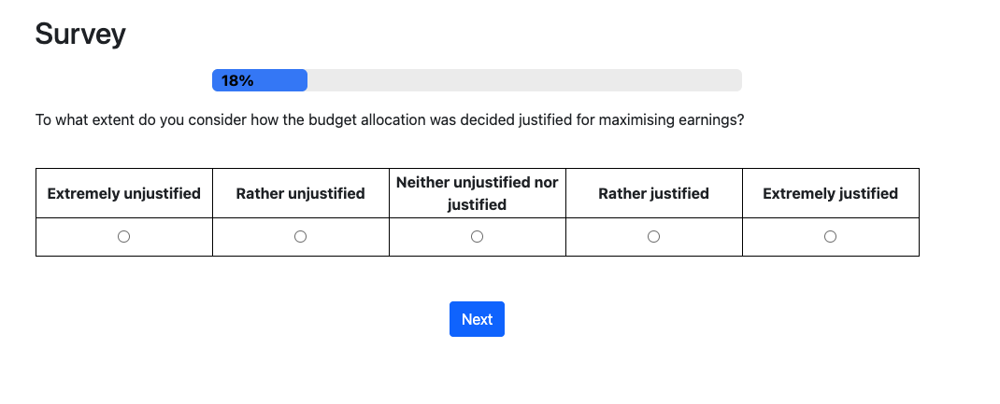 Survey
18%
To what extent do you consider how the budget allocation was decided justified for maximising earnings?
Extremely unjustified
Rather unjustified
Neither unjustified nor
justified
Rather justified
Extremely justified
Next